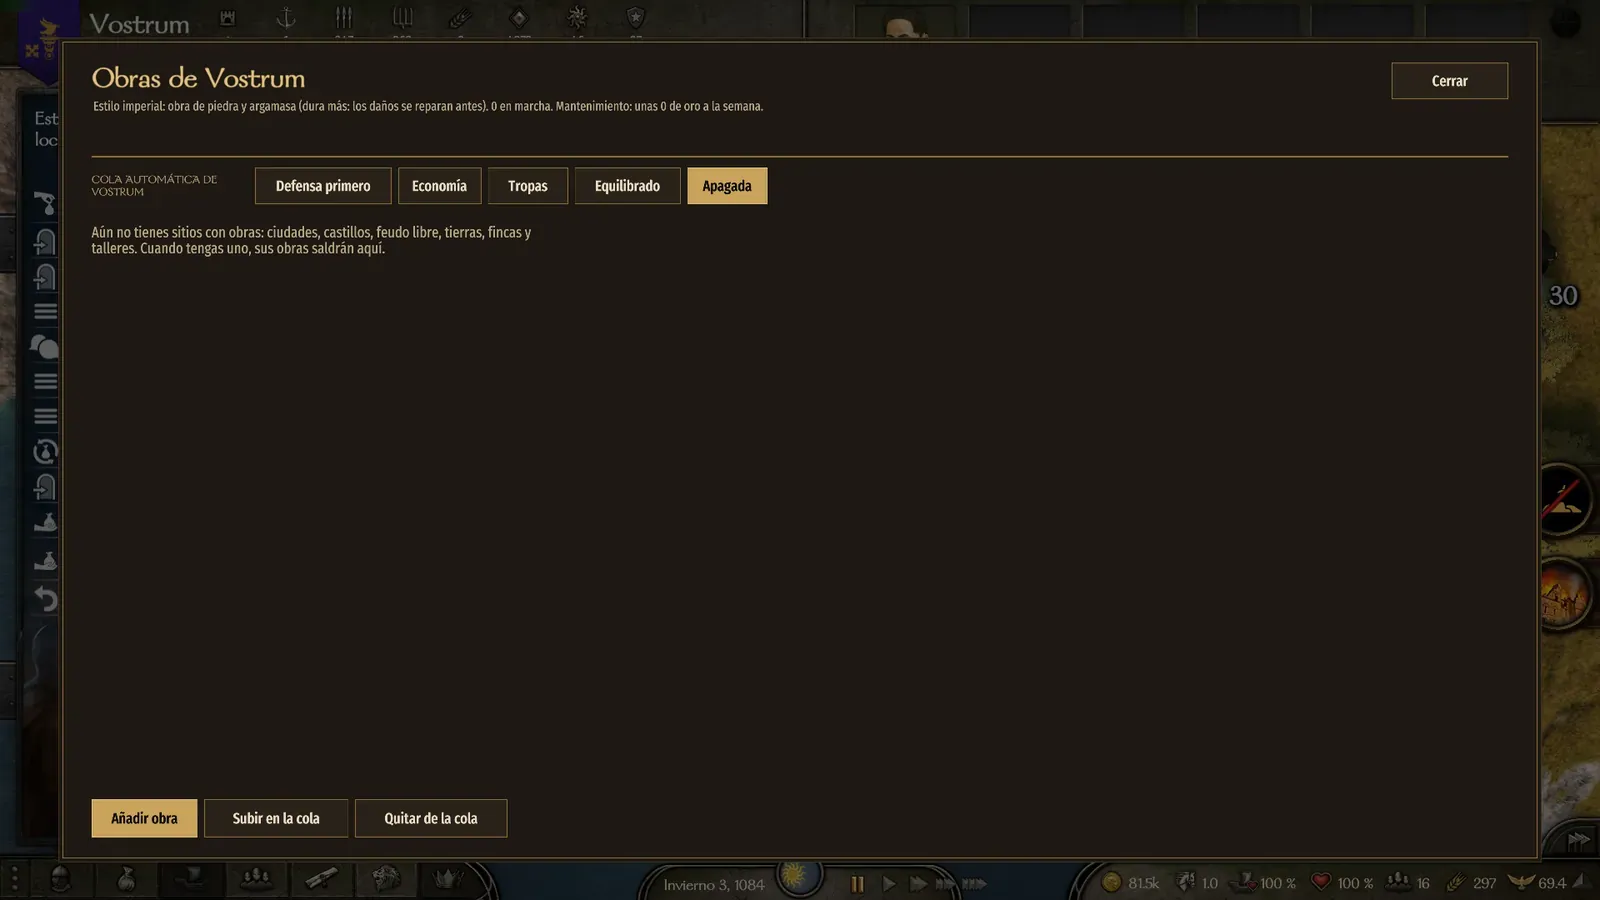 Vostrum
Obras de Vostrum
Cerrar
Estilo imperial: obra de piedra y argamasa (dura más: los daños se reparan antes). 0 en marcha. Mantenimiento: unas 0 de oro a la semana.
Est
loc
COLA AUTOMÁTICA DE
VOSTRUM
Defensa primero
Economía
Tropas
Equilibrado
Apagada
Aún no tienes sitios con obras: ciudades, castillos, feudo libre, tierras, fincas y
talleres. Cuando tengas uno, sus obras saldrán aquí.
30
Añadir obra
Subir en la cola
Quitar de la cola
Invierno 3, 1084
81.5k
1.0
100 %
100 %
16
297
69.4